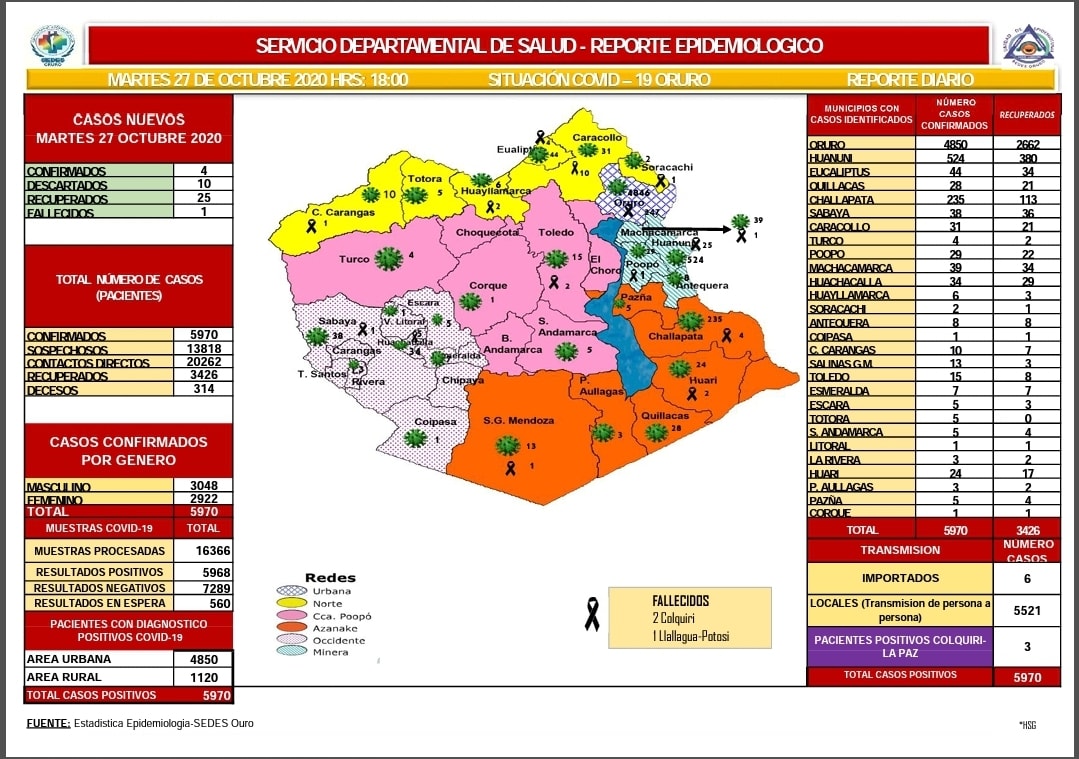 SERVICIO DEPARTAMENTAL DE SALUD - REPORTE EPIDEMIOLOGICO
MARTES 27 DE OCTUBRE 2020 HRS: 18:00 SITUACIÓN COVID – 19 ORURO REPORTE DIARIO
CASOS NUEVOS
MARTES 27 OCTUBRE 2020
CONFIRMADOS 4
DESCARTADOS 10
RECUPERADOS 25
FALLECIDOS 1
TOTAL NÚMERO DE CASOS
(PACIENTES)
CONFIRMADOS 5970
SOSPECHOSOS 13818
CONTACTOS DIRECTOS 20262
RECUPERADOS 3426
DECESOS 314
CASOS CONFIRMADOS
POR GENERO
MASCULINO 3048
FEMENINO 2922
TOTAL 5970
MUESTRAS COVID-19 TOTAL
MUESTRAS PROCESADAS 16366
RESULTADOS POSITIVOS 5968
RESULTADOS NEGATIVOS 7289
RESULTADOS EN ESPERA 560
PACIENTES CON DIAGNOSTICO
POSITIVOS COVID-19
AREA URBANA 4850
AREA RURAL 1120
TOTAL CASOS POSITIVOS 5970
Caracollo
31
10
44
Soracachi
2
1
Oruro
4846
247
Totora
5
10
C. Carangas
1
Huayllamarca
6
2
Choquecota
Toledo
15
2
Machacamarca
39
1
Huanuni
25
524
Poopó
1
Antequera
8
Turco
4
El
Choro
Corque
1
Pazña
5
Escara
1
Sabaya
1
38
V. Litoral
5
34
Carangas
T. Santos
Rivera
Chipaya
S.
Andamarca
5
B.
Andamarca
Challapata
235
4
24
Huari
2
P.
Aullagas
3
Quillacas
28
S.G. Mendoza
13
1
Coipasa
1
Redes
Urbana
Norte
Cca. Poopó
Azanake
Occidente
Minera
FALLECIDOS
2 Colquiri
1 Llallagua-Potosi
MUNICIPIOS CON
CASOS IDENTIFICADOS
NÚMERO
CASOS
CONFIRMADOS
RECUPERADOS
ORURO 4850 2662
HUANUNI 524 380
EUCALIPTUS 44 34
QUILLACAS 28 21
CHALLAPATA 235 113
SABAYA 38 36
CARACOLLO 31 21
TURCO 4 2
POOPO 29 22
MACHACAMARCA 39 34
HUACHACALLA 34 29
HUAYLLAMARCA 6 3
SORACACHI 2 1
ANTEQUERA 8 8
COIPASA 1 1
C. CARANGAS 10 7
SALINAS G.M. 13 3
TOLEDO 15 8
ESMERALDA 7 7
ESCARA 5 3
TOTORA 5 0
S. ANDAMARCA 5 4
LITORAL 1 1
LA RIVERA 3 2
HUARI 24 17
P. AULLAGAS 3 2
PAZÑA 5 4
CORQUE 1 1
TOTAL 5970 3426
TRANSMISION NÚMERO
CASOS
IMPORTADOS 6
LOCALES (Transmision de persona a
persona) 5521
PACIENTES POSITIVOS COLQUIRI-
LA PAZ 3
TOTAL CASOS POSITIVOS 5970
FUENTE: Estadistica Epidemiologia-SEDES Ouro
*HSG